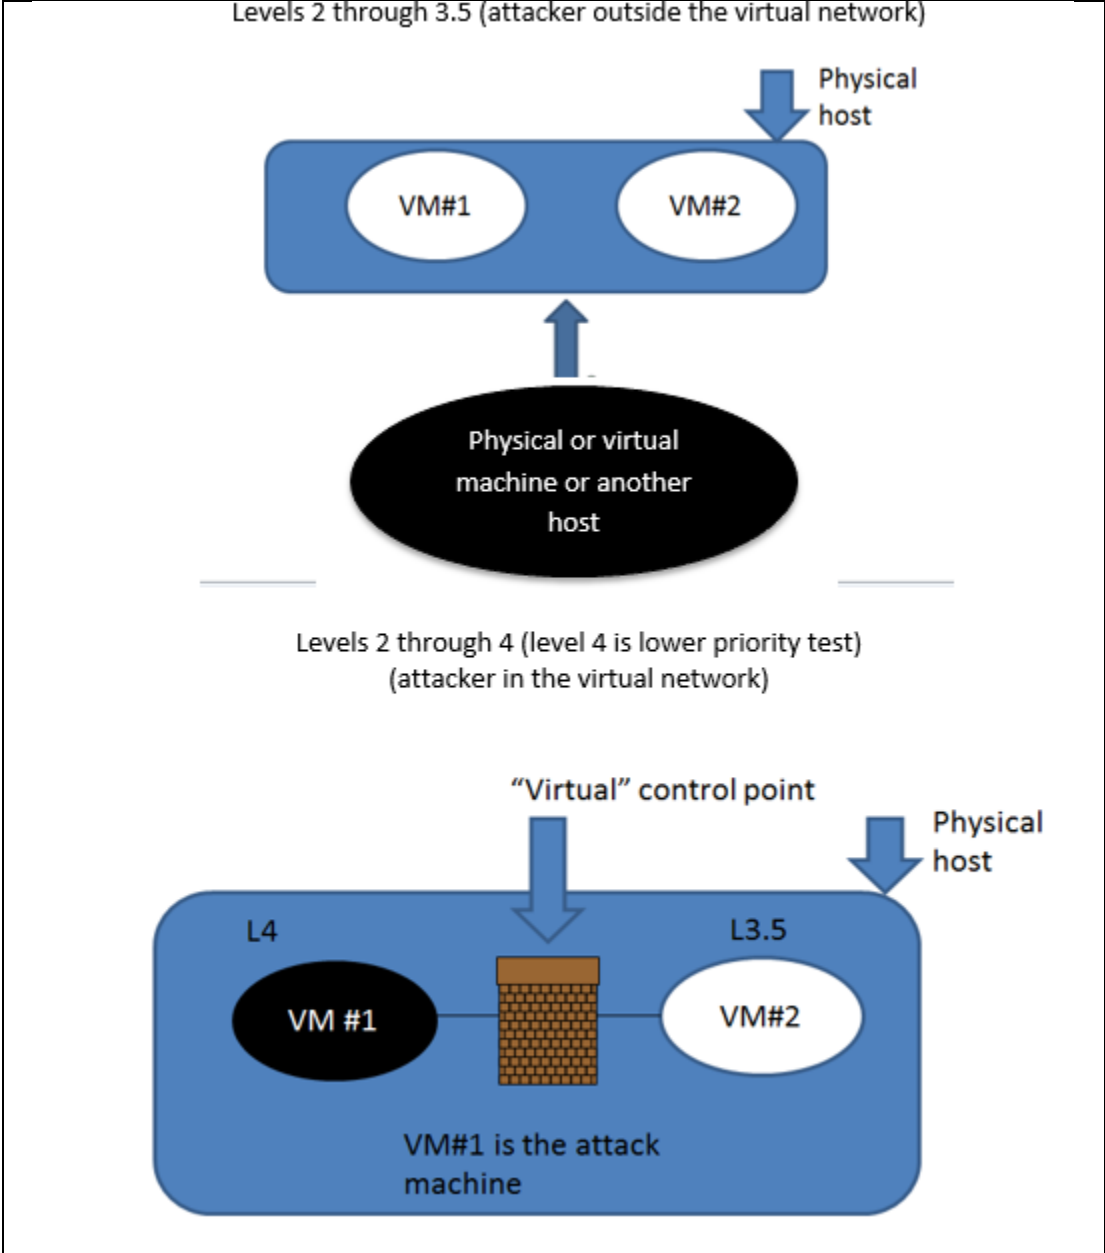 Levels 2 through 3.5 (attacker outside the virtual network)
Physical
host
VM#1
VM#2
Physical or virtual
machine or another
host
Levels 2 through 4 (level 4 is lower priority test)
(attacker in the virtual network)
“Virtual” control point
Physical
host
L4
L3.5
VM #1
VM#2
VM#1 is the attack
machine